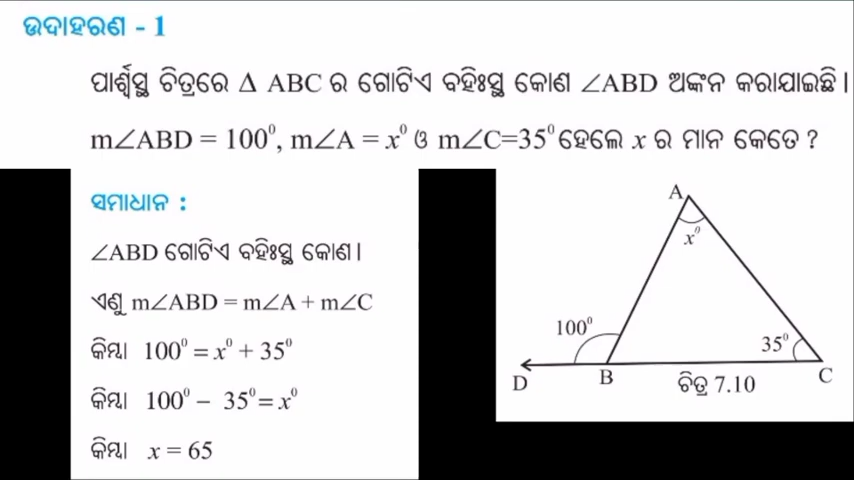 ଉଦାହରଣ - 1
ପାର୍ଶ୍ୱସ୍ଥ ଚିତ୍ରରେ Δ ABC ର ଗୋଟିଏ ବହିଃସ୍ଥ କୋଣ ∠ABD ଅଙ୍କନ କରାଯାଇଛି ।
m∠ABD = 100⁰, m∠A = x⁰ ଓ m∠C=35⁰ ହେଲେ x ର ମାନ କେତେ ?
ସମାଧାନ :
∠ABD ଗୋଟିଏ ବହିଃସ୍ଥ କୋଣ ।
ଏଣୁ m∠ABD = m∠A + m∠C
କିମ୍ବା 100⁰ = x⁰ + 35⁰
କିମ୍ବା 100⁰ – 35⁰ = x⁰
କିମ୍ବା x = 65
A
x⁰
100⁰
35⁰
D B C
ଚିତ୍ର 7.10